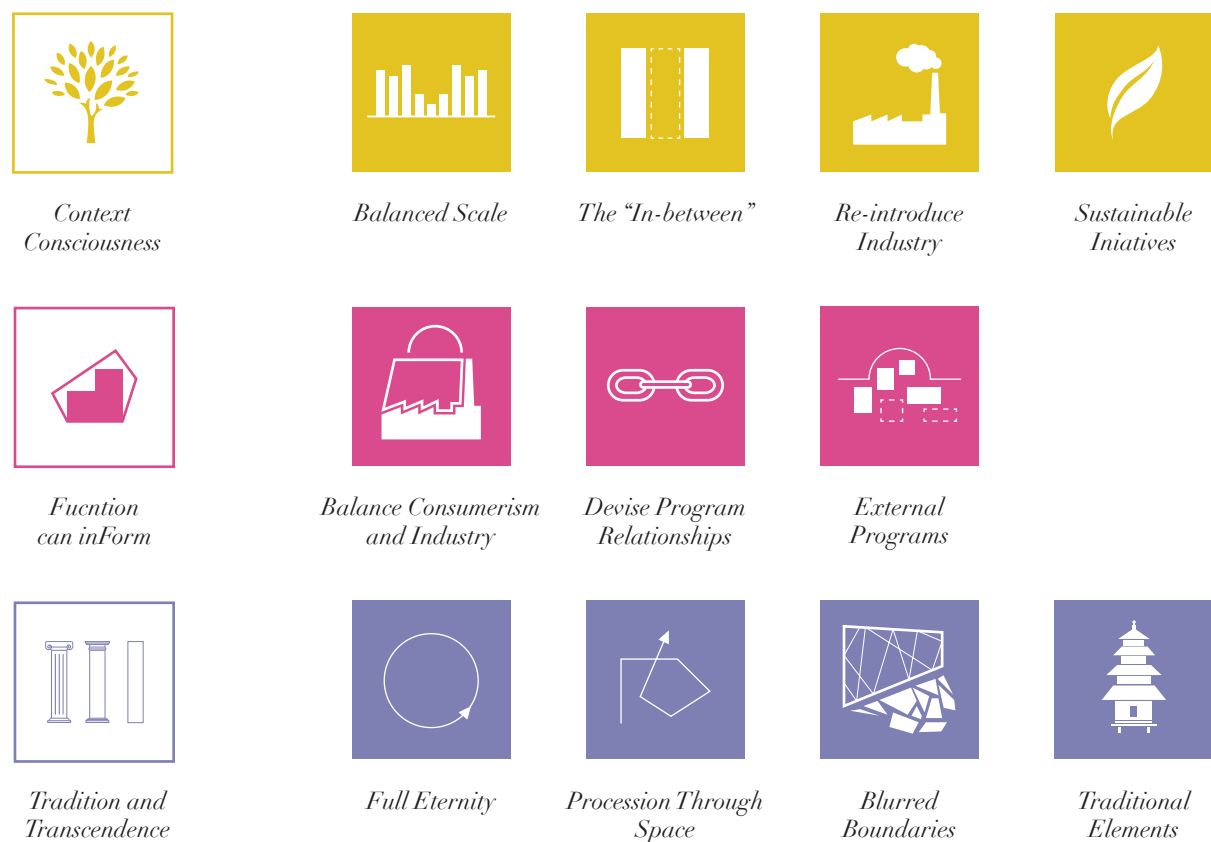 Context
Consciousness
Balanced Scale
The “In-between”
Re-introduce
Industry
Sustainable
Iniatives
Fucntion
can inForm
Balance Consumerism
and Industry
Devise Program
Relationships
External
Programs
Tradition and
Transcendence
Full Eternity
Procession Through
Space
Blurred
Boundaries
Traditional
Elements